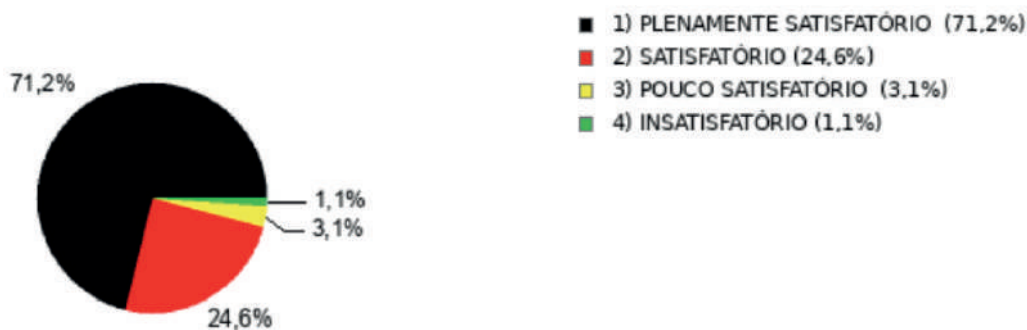 1) PLENAMENTE SATISFATÓRIO (71,2%)
2) SATISFATÓRIO (24,6%)
3) POUCO SATISFATÓRIO (3,1%)
4) INSATISFATÓRIO (1,1%)
71,2%
1,1%
3,1%
24,6%